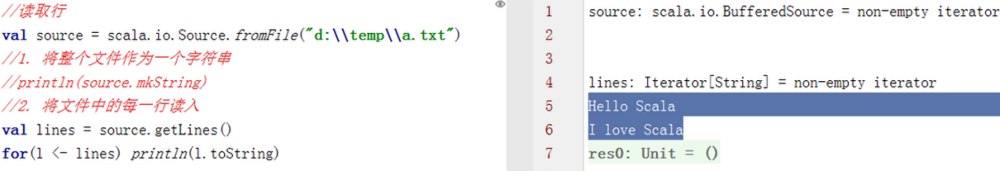 //读取行
val source = scala.io.Source.fromFile("d:\\temp\\a.txt")
//1. 将整个文件作为一个字符串
//println(source.mkString)
//2. 将文件中的每一行读入
val lines = source.getLines()
for(l <- lines) println(l.toString)
1 source: scala.io.BufferedSource = non-empty iterator
2
3
4 lines: Iterator[String] = non-empty iterator
5 Hello Scala
6 I love Scala
7 res0: Unit = ()